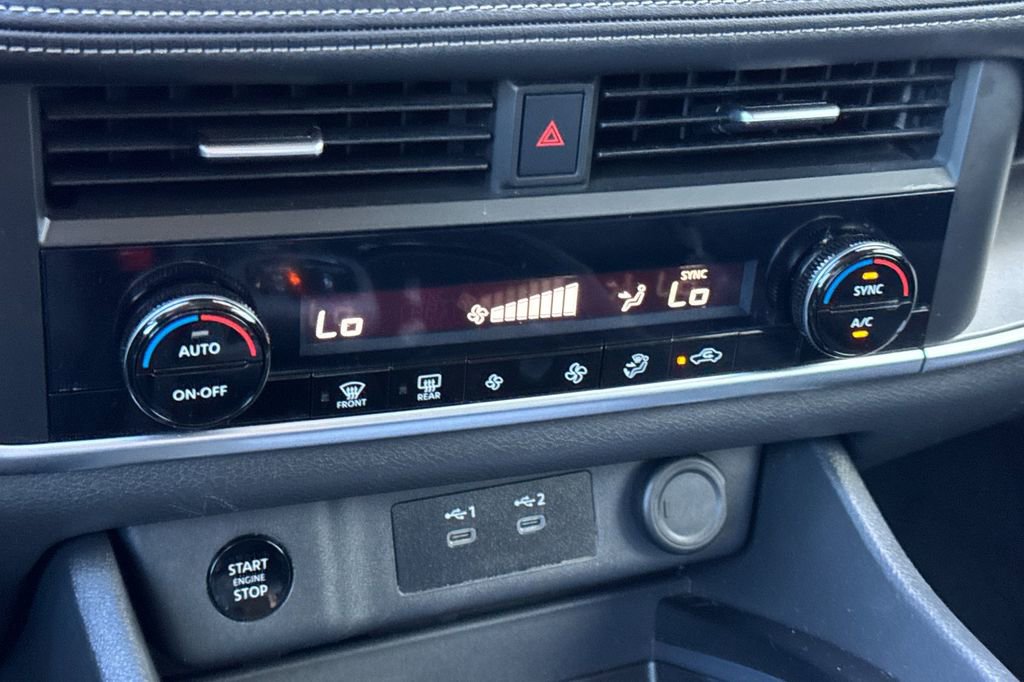 SYNC
Lo
Lo
AUTO
ON·OFF
SYNC
A/C
FRONT
REAR
1
2
START
ENGINE
STOP